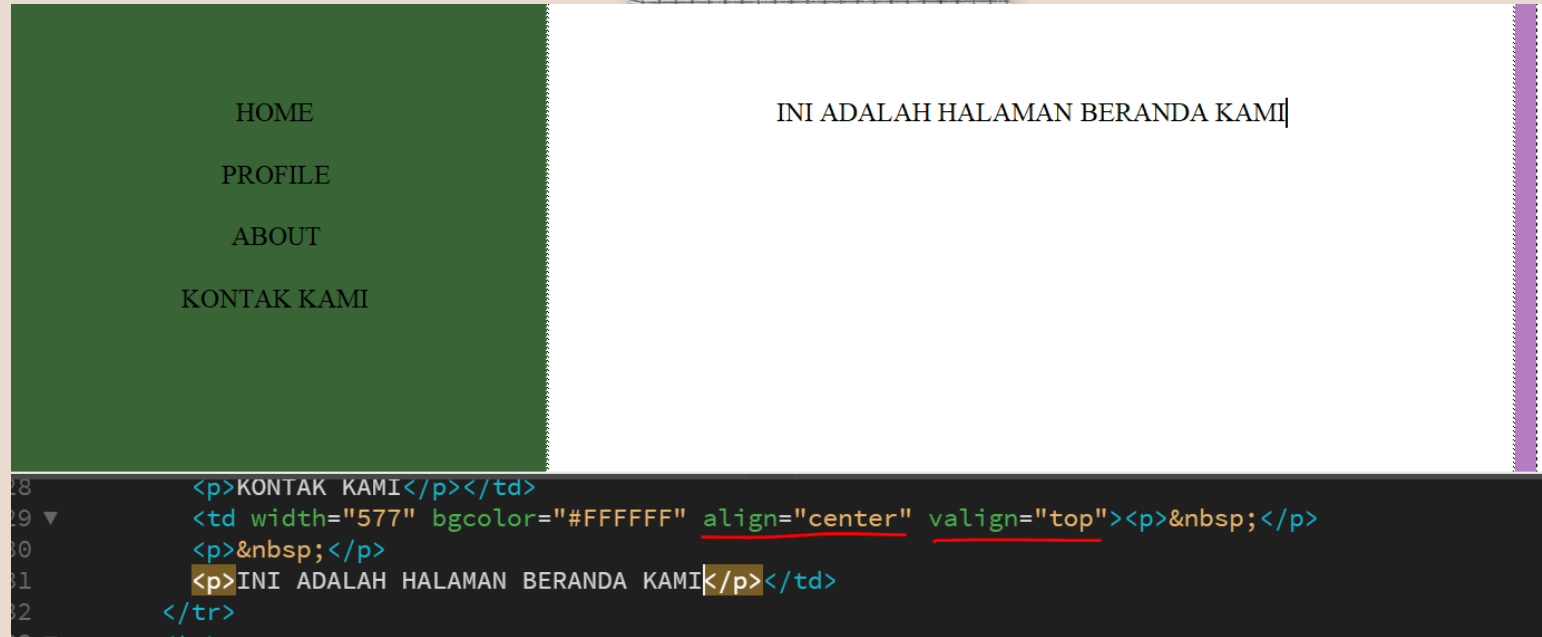 HOME
INI ADALAH HALAMAN BERANDA KAMI
PROFILE
ABOUT
KONTAK KAMI
28 <p>KONTAK KAMI</p></td>
29 <td width="577" bgcolor="#FFFFFF" align="center" valign="top"><p>&nbsp;</p>
30 <p>&nbsp;</p>
31 <p>INI ADALAH HALAMAN BERANDA KAMI</p></td>
32 </tr>